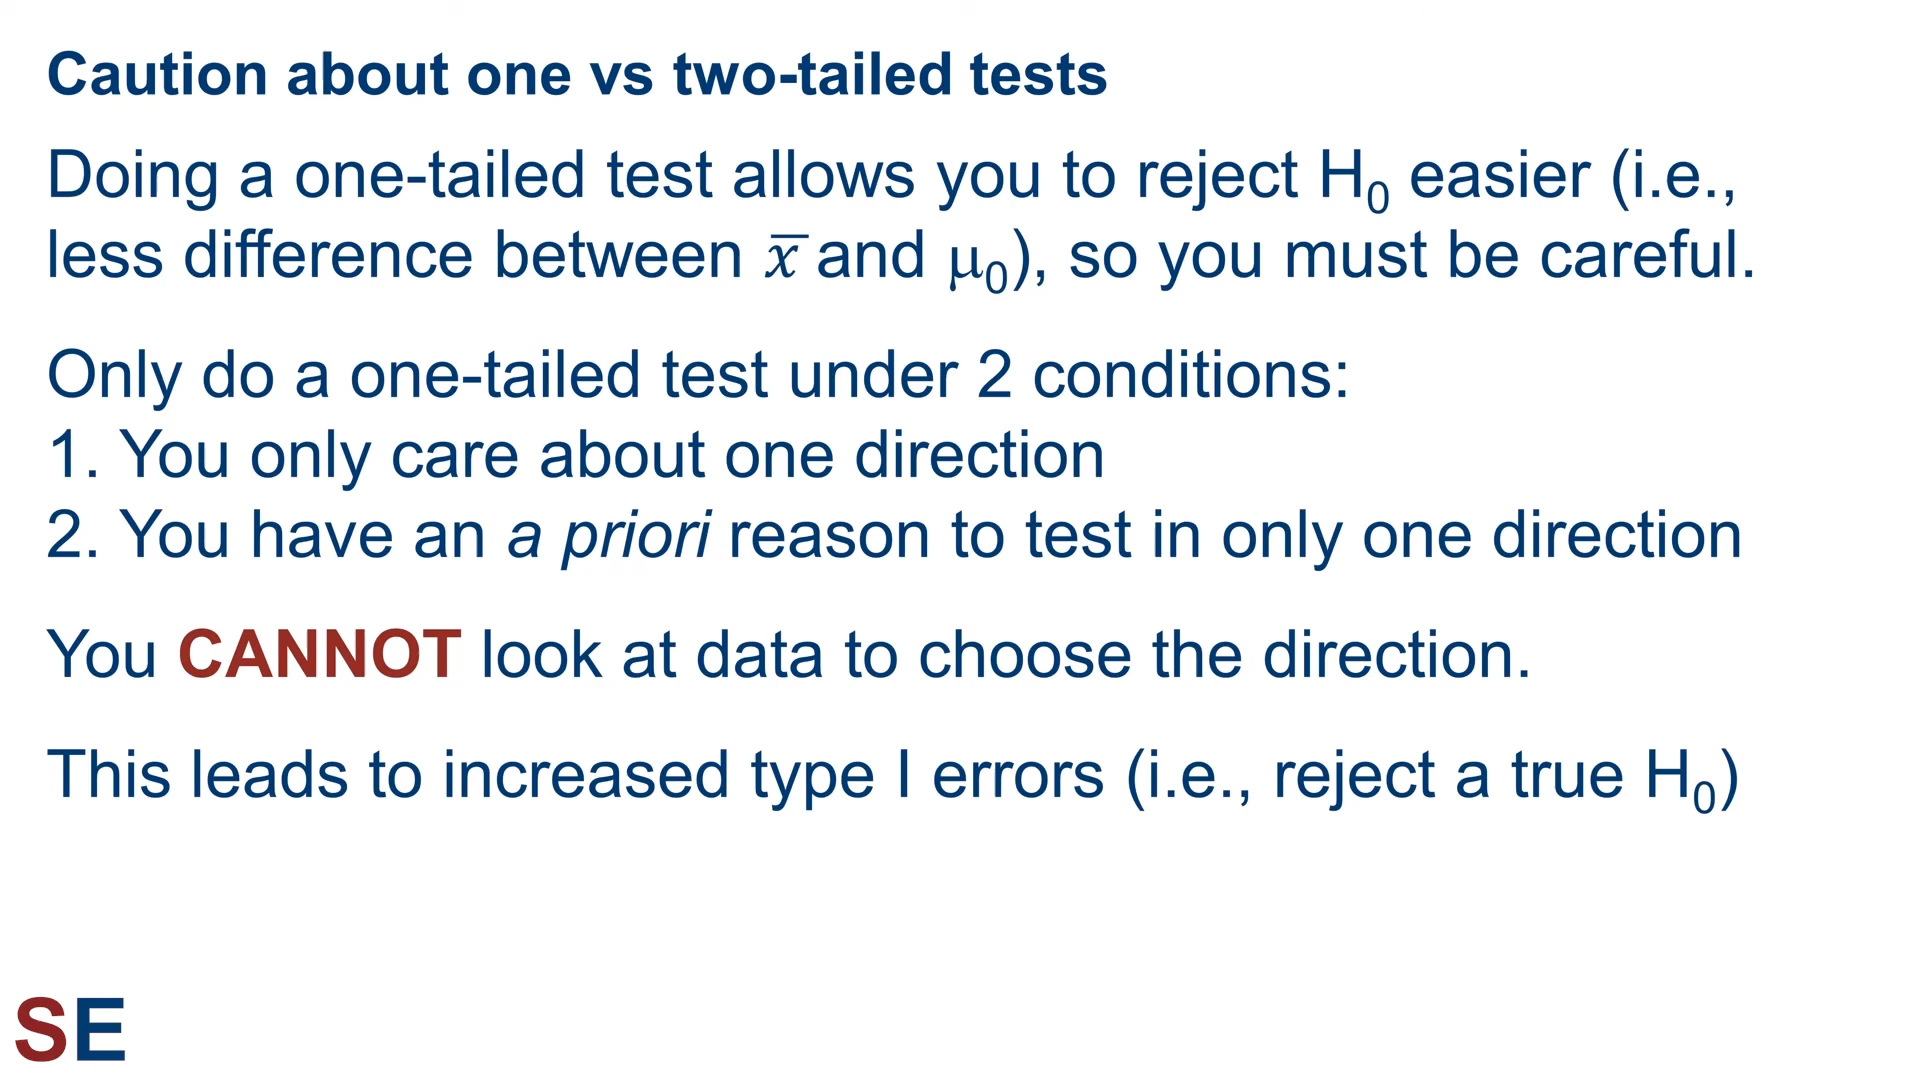 Caution about one vs two-tailed tests
Doing a one-tailed test allows you to reject H₀ easier (i.e.,
less difference between x̅ and μ₀), so you must be careful.
Only do a one-tailed test under 2 conditions:
1. You only care about one direction
2. You have an a priori reason to test in only one direction
You CANNOT look at data to choose the direction.
This leads to increased type I errors (i.e., reject a true H₀)
SE